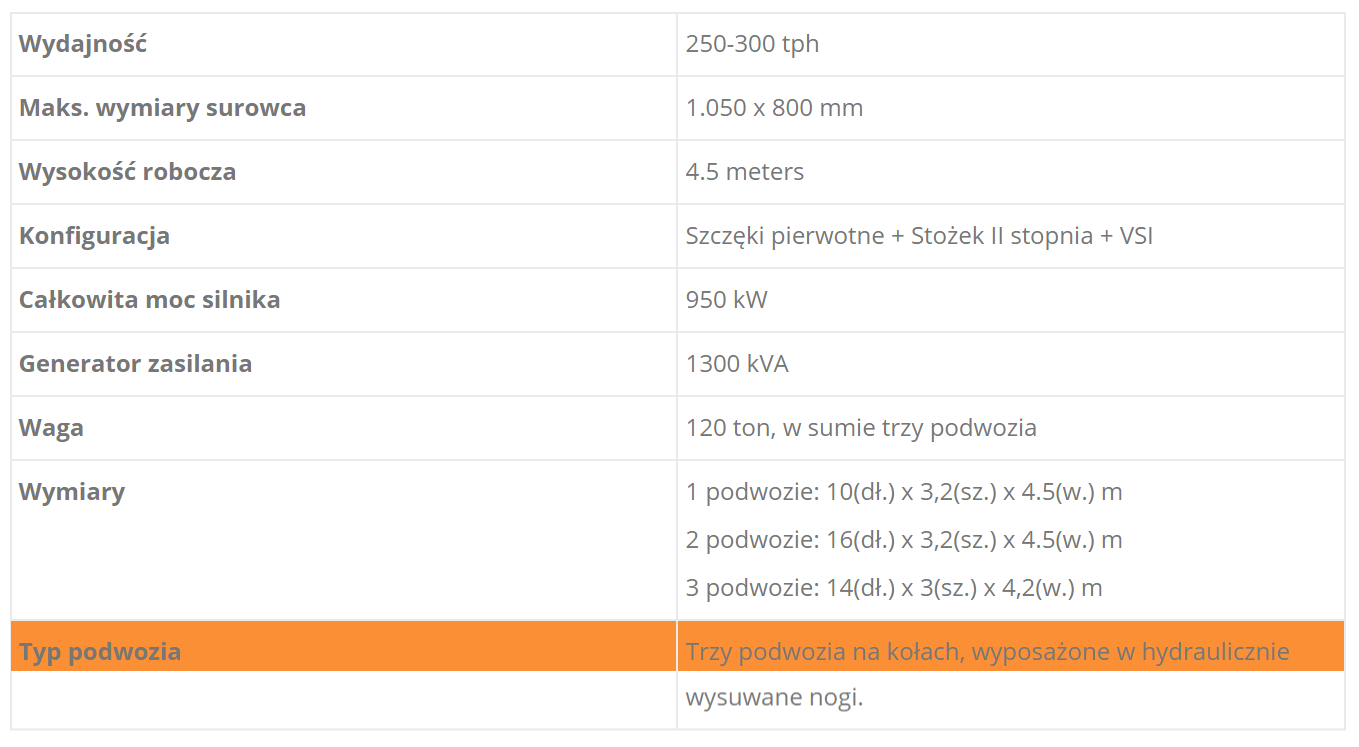 Wydajność 250-300 tph
Maks. wymiary surowca 1.050 x 800 mm
Wysokość robocza 4.5 meters
Konfiguracja Szczęki pierwotne + Stożek II stopnia + VSI
Całkowita moc silnika 950 kW
Generator zasilania 1300 kVA
Waga 120 ton, w sumie trzy podwozia
Wymiary 1 podwozie: 10(dł.) x 3,2(sz.) x 4.5(w.) m
2 podwozie: 16(dł.) x 3,2(sz.) x 4.5(w.) m
3 podwozie: 14(dł.) x 3(sz.) x 4,2(w.) m
Typ podwozia Trzy podwozia na kołach, wyposażone w hydraulicznie
wysuwane nogi.